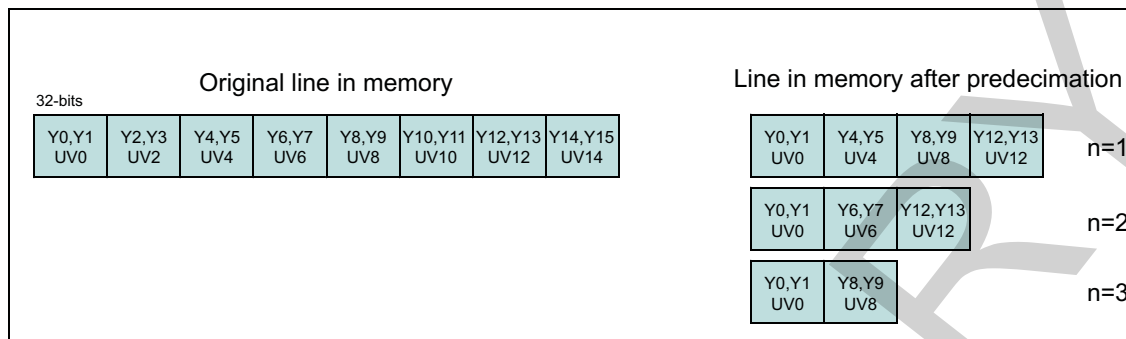 Original line in memory
32-bits
Y0,Y1 Y2,Y3 Y4,Y5 Y6,Y7 Y8,Y9 Y10,Y11 Y12,Y13 Y14,Y15
UV0 UV2 UV4 UV6 UV8 UV10 UV12 UV14
Line in memory after predecimation
Y0,Y1 Y4,Y5 Y8,Y9 Y12,Y13
UV0 UV4 UV8 UV12
n=1
Y0,Y1 Y6,Y7 Y12,Y13
UV0 UV6 UV12
n=2
Y0,Y1 Y8,Y9
UV0 UV8
n=3